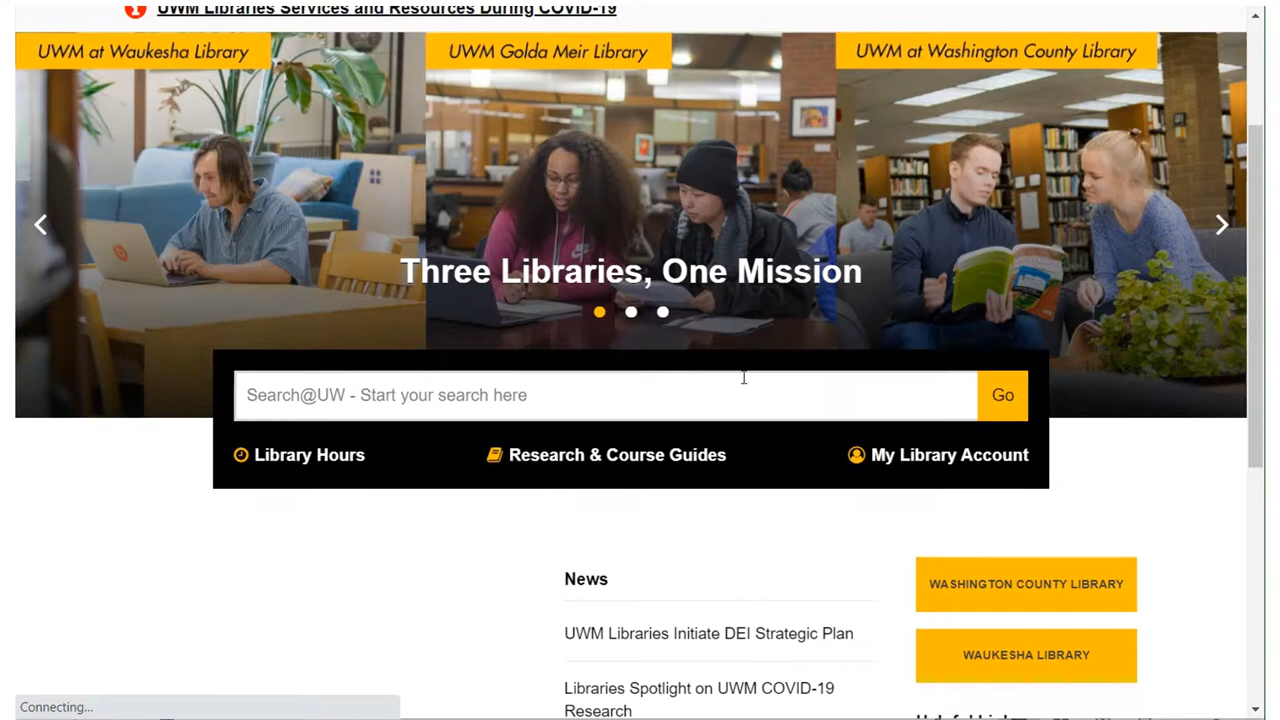 UWM Libraries Services and Resources During COVID-19
UWM at Waukesha Library
UWM Golda Meir Library
UWM at Washington County Library
Three Libraries, One Mission
Search@UW - Start your search here
Go
Library Hours
Research & Course Guides
My Library Account
News
WASHINGTON COUNTY LIBRARY
UWM Libraries Initiate DEI Strategic Plan
WAUKESHA LIBRARY
Libraries Spotlight on UWM COVID-19
Research
Connecting...